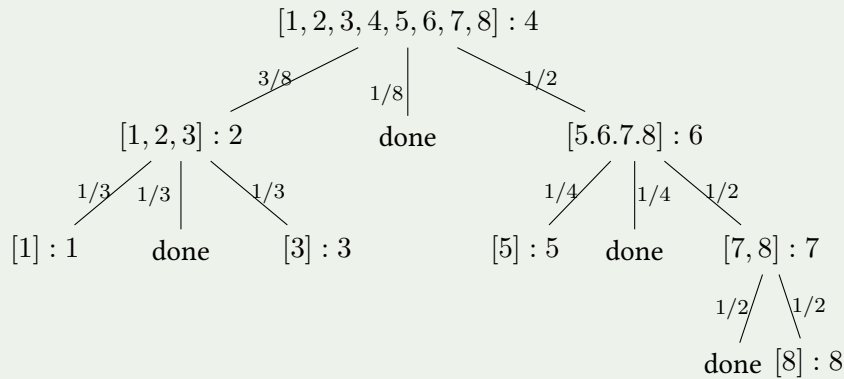 [1, 2, 3, 4, 5, 6, 7, 8] : 4
3/8 1/8 1/2
[1, 2, 3] : 2 done [5.6.7.8] : 6
1/3 1/3 1/3 1/4 1/4 1/2
[1] : 1 done [3] : 3 [5] : 5 done [7, 8] : 7
1/2 1/2
done [8] : 8